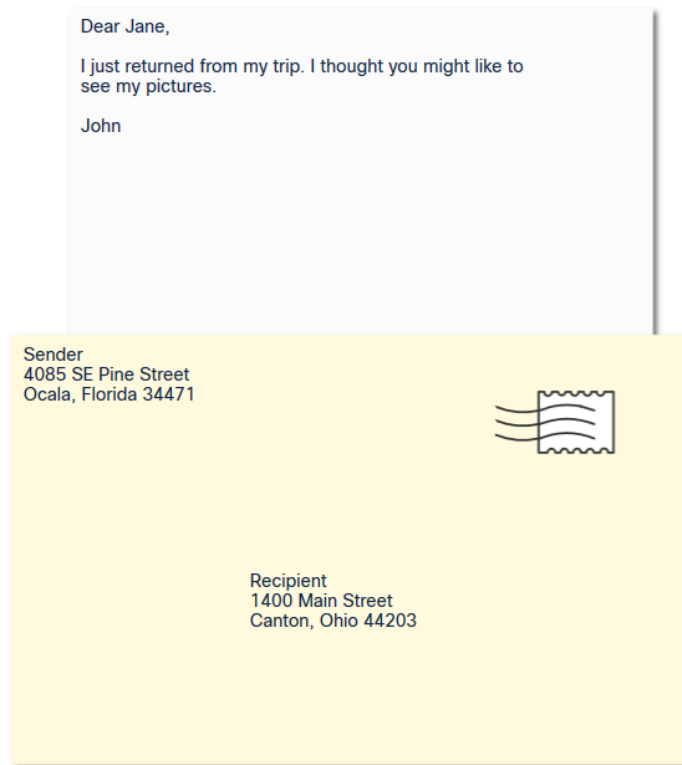 Dear Jane,
I just returned from my trip. I thought you might like to
see my pictures.
John
Sender
4085 SE Pine Street
Ocala, Florida 34471
Recipient
1400 Main Street
Canton, Ohio 44203